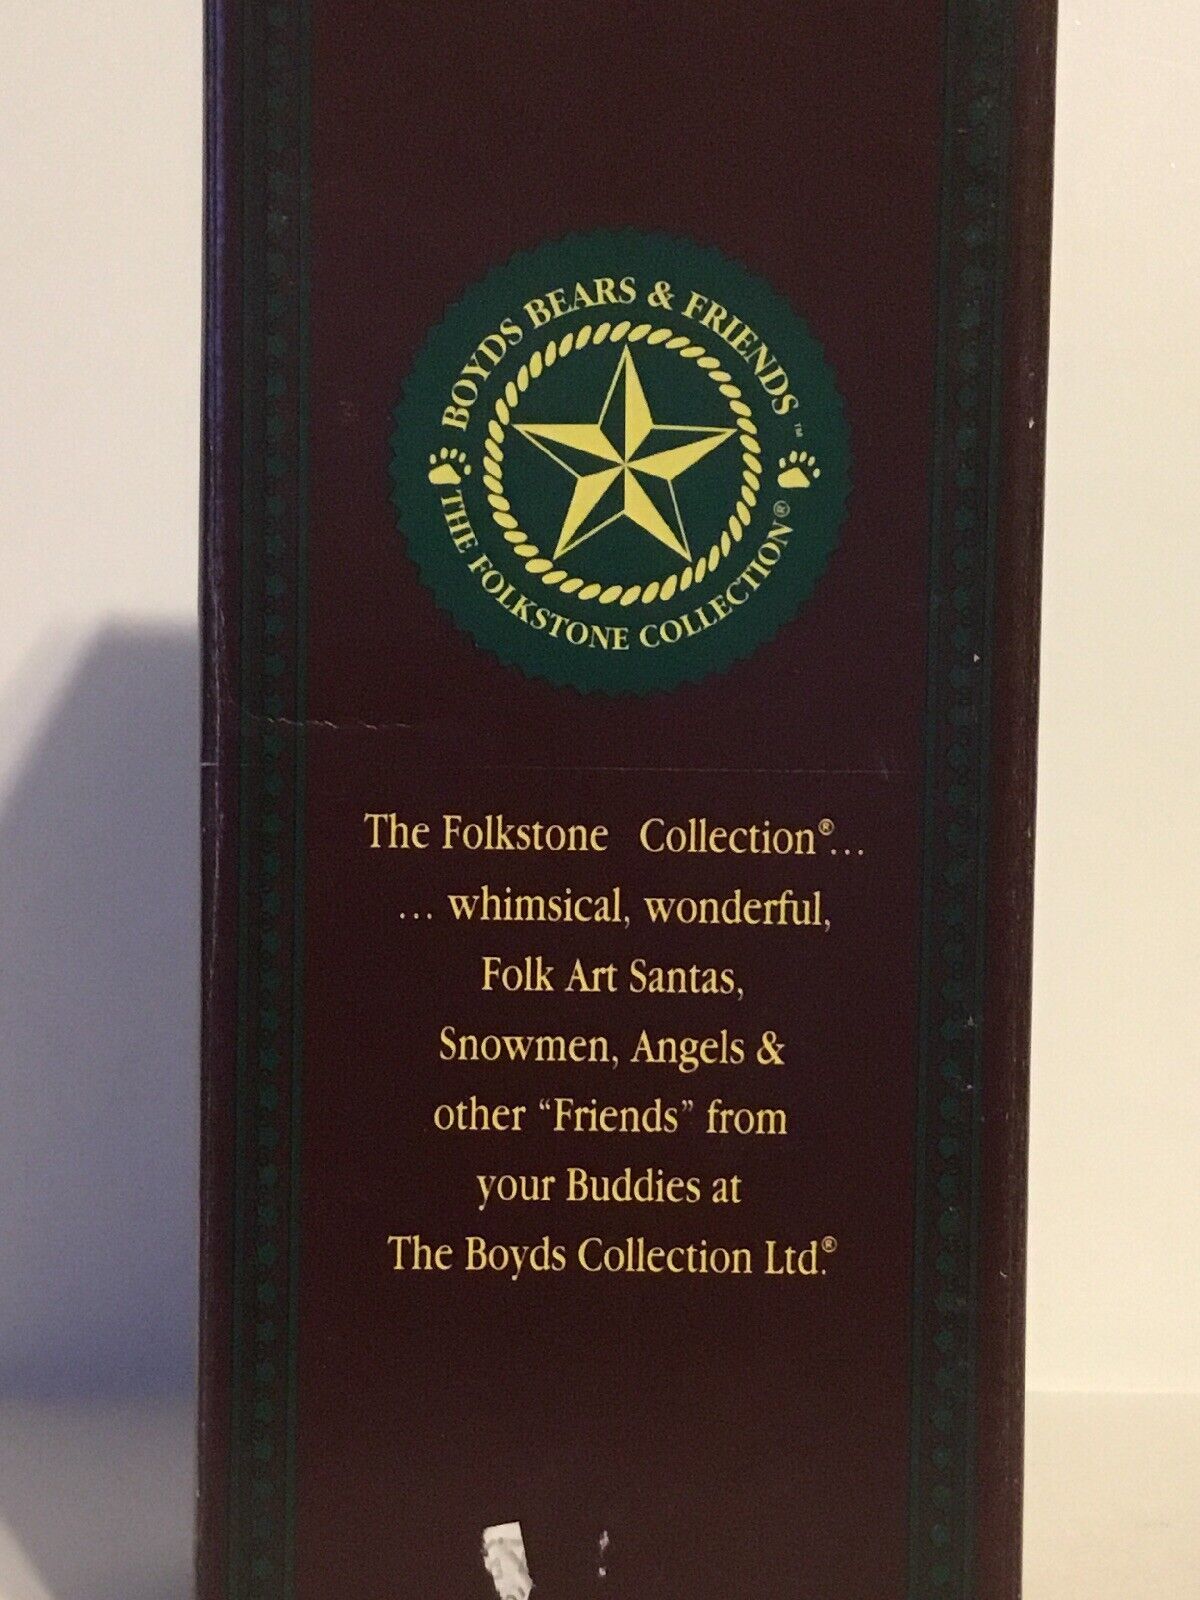 BOYDS BEARS & FRIENDS™
THE FOLKSTONE COLLECTION®
The Folkstone Collection®...
... whimsical, wonderful,
Folk Art Santas,
Snowmen, Angels &
other “Friends” from
your Buddies at
The Boyds Collection Ltd.®